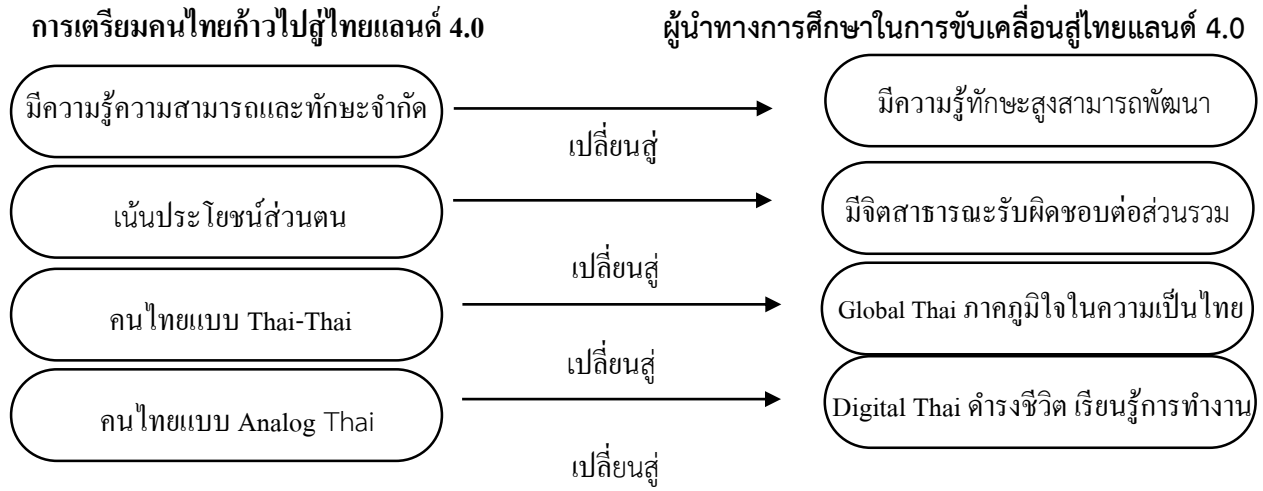 การเตรียมคนไทยก้าวไปสู่ไทยแลนด์ 4.0
ผู้นำทางการศึกษาในการขับเคลื่อนสู่ไทยแลนด์ 4.0
มีความรู้ความสามารถและทักษะจำกัด
มีความรู้ทักษะสูงสามารถพัฒนา
เปลี่ยนสู่
เน้นประโยชน์ส่วนตน
มีจิตสาธารณะรับผิดชอบต่อส่วนรวม
เปลี่ยนสู่
คนไทยแบบ Thai-Thai
Global Thai ภาคภูมิใจในความเป็นไทย
เปลี่ยนสู่
คนไทยแบบ Analog Thai
Digital Thai ดำรงชีวิต เรียนรู้การทำงาน
เปลี่ยนสู่